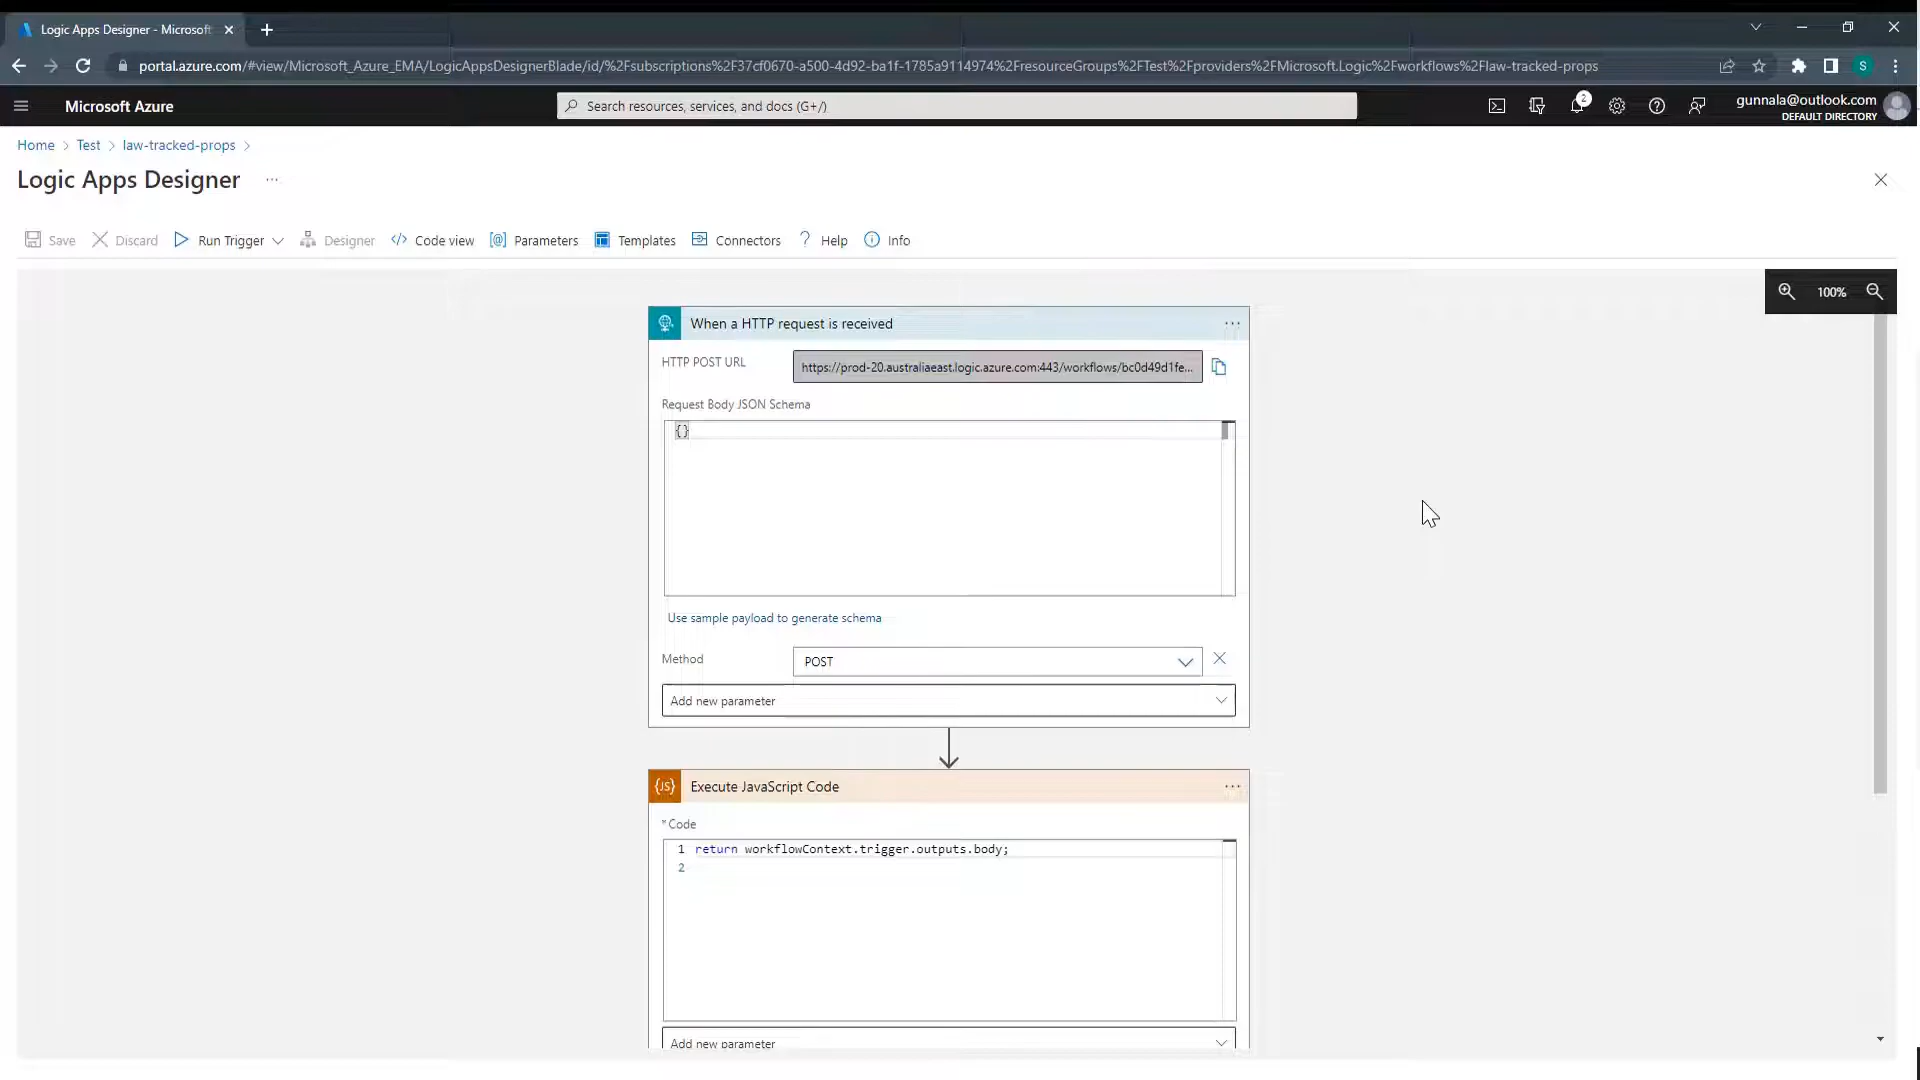 Logic Apps Designer - Microsoft
portal.azure.com/#view/Microsoft_Azure_EMA/LogicAppsDesignerBlade/id/%2Fsubscriptions%2F37cf0670-a500-4d92-ba1f-1785a9114974%2FresourceGroups%2FTest%2Fproviders%2FMicrosoft.Logic%2Fworkflows%2Flaw-tracked-props
S
Microsoft Azure
Search resources, services, and docs (G+/)
2
gunnala@outlook.com
DEFAULT DIRECTORY
Home > Test > law-tracked-props >
Logic Apps Designer ...
Save Discard Run Trigger Designer Code view Parameters Templates Connectors Help Info
100%
When a HTTP request is received ...
HTTP POST URL
https://prod-20.australiaeast.logic.azure.com:443/workflows/bc0d49d1fe...
Request Body JSON Schema
{}
Use sample payload to generate schema
Method
POST
Add new parameter
{JS} Execute JavaScript Code ...
* Code
1 return workflowContext.trigger.outputs.body;
2
Add new parameter